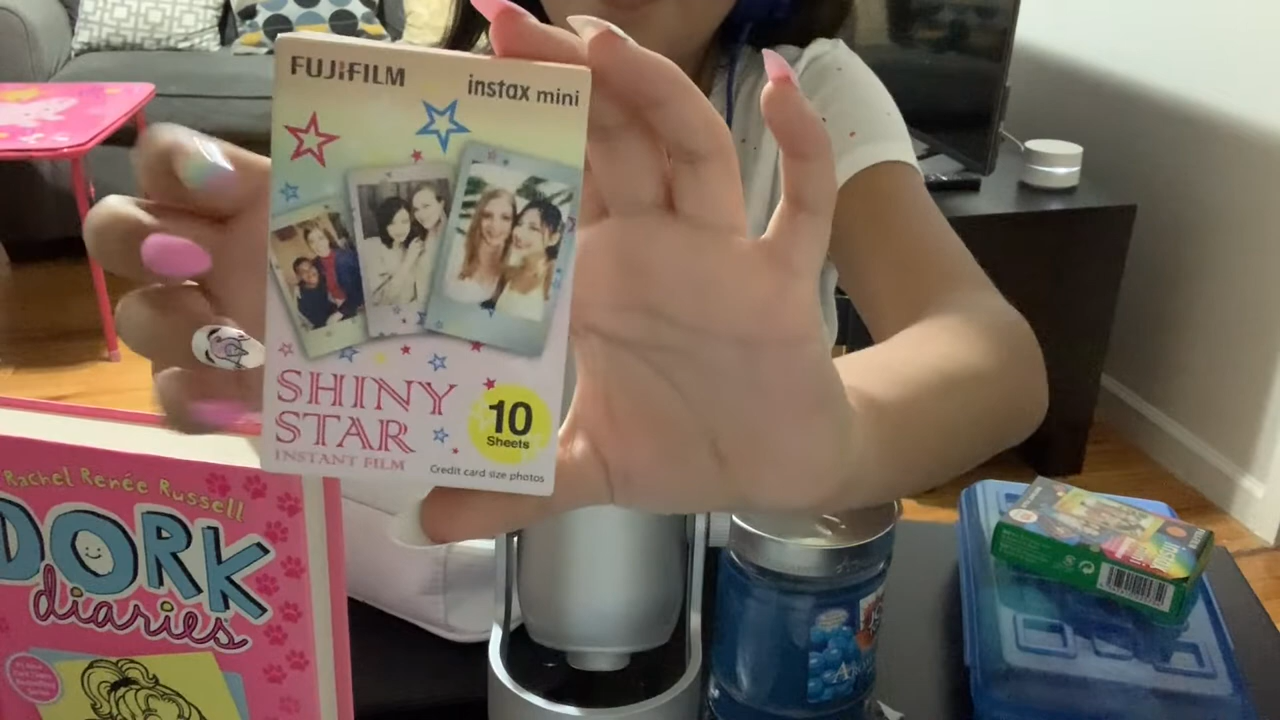 FUJIFILM
instax mini
SHINY
STAR
INSTANT FILM
10
Sheets
Credit card size photos
Rachel Renée Russell
DORK
diaries